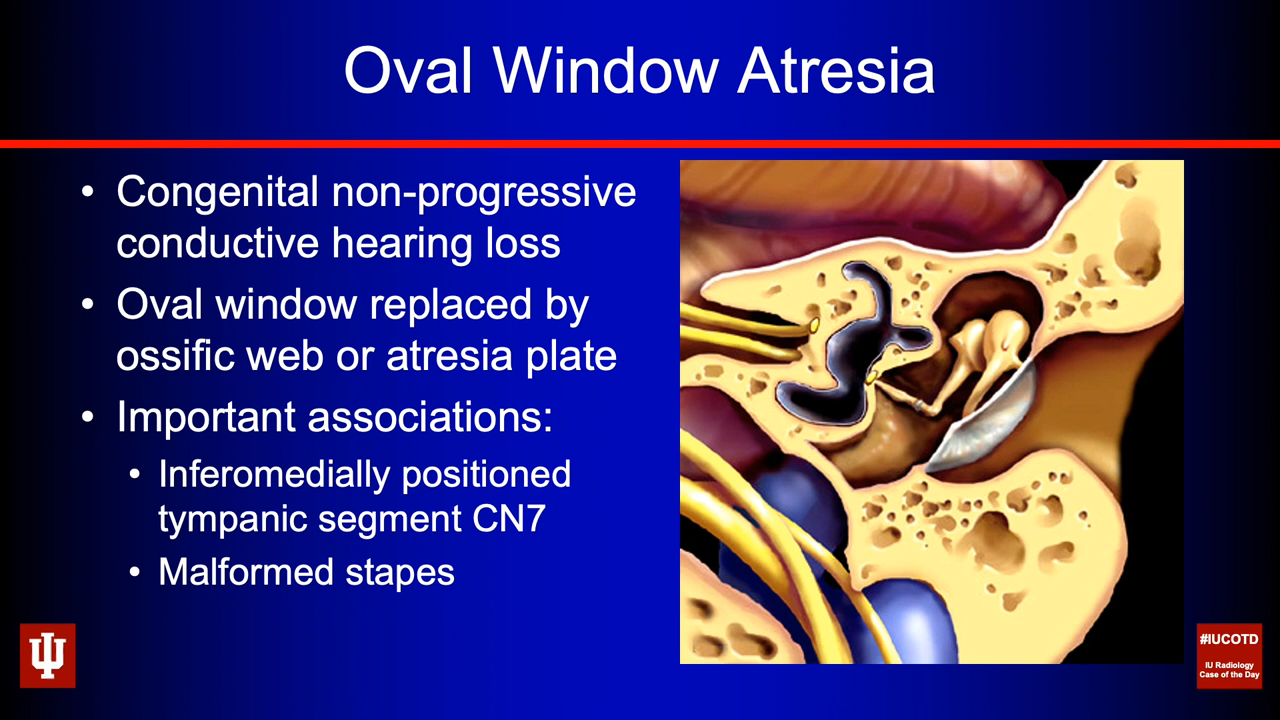 Oval Window Atresia
• Congenital non-progressive
conductive hearing loss
• Oval window replaced by
ossific web or atresia plate
• Important associations:
• Inferomedially positioned
tympanic segment CN7
• Malformed stapes
#IUCOTD
IU Radiology
Case of the Day